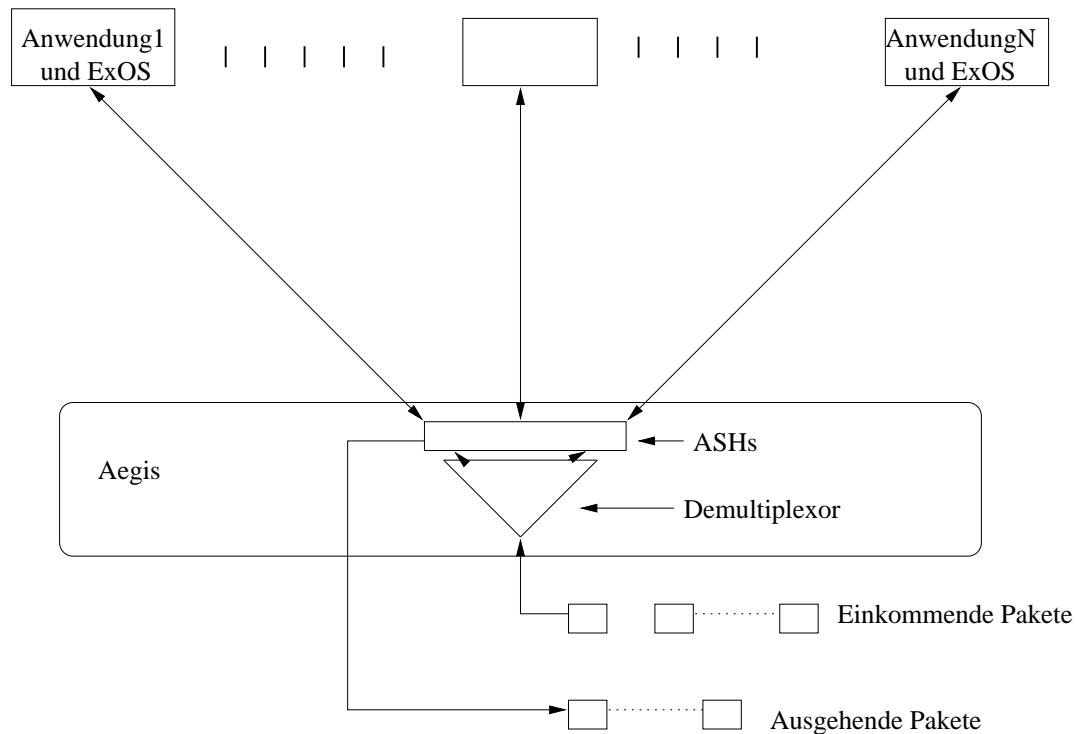 Anwendung1
und ExOS
AnwendungN
und ExOS
ASHs
Aegis
Demultiplexor
Einkommende Pakete
Ausgehende Pakete